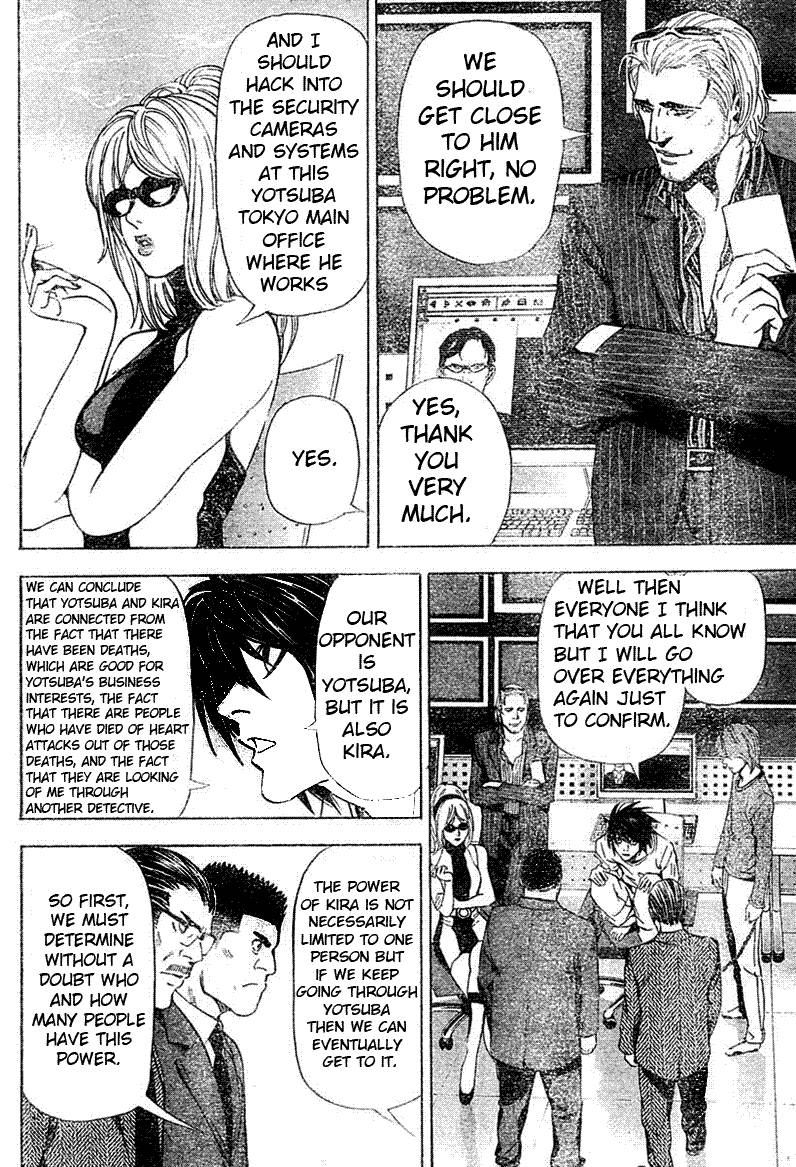 WE
SHOULD
GET CLOSE
TO HIM
RIGHT, NO
PROBLEM.
YES,
THANK
YOU
VERY
MUCH.
AND I
SHOULD
HACK INTO
THE SECURITY
CAMERAS
AND SYSTEMS
AT THIS
YOTSUBA
TOKYO MAIN
OFFICE
WHERE HE
WORKS
YES.
WELL THEN
EVERYONE I THINK
THAT YOU ALL KNOW
BUT I WILL GO
OVER EVERYTHING
AGAIN JUST
TO CONFIRM.
OUR
OPPONENT
IS
YOTSUBA,
BUT IT IS
ALSO
KIRA.
WE CAN CONCLUDE
THAT YOTSUBA AND KIRA
ARE CONNECTED FROM
THE FACT THAT THERE
HAVE BEEN DEATHS,
WHICH ARE GOOD FOR
YOTSUBA'S BUSINESS
INTERESTS, THE FACT
THAT THERE ARE PEOPLE
WHO HAVE DIED OF HEART
ATTACKS OUT OF THOSE
DEATHS, AND THE FACT
THAT THEY ARE LOOKING
OF ME THROUGH
ANOTHER DETECTIVE.
THE POWER
OF KIRA IS NOT
NECESSARILY
LIMITED TO ONE
PERSON BUT
IF WE KEEP
GOING THROUGH
YOTSUBA
THEN WE CAN
EVENTUALLY
GET TO IT.
SO FIRST,
WE MUST
DETERMINE
WITHOUT A
DOUBT WHO
AND HOW
MANY PEOPLE
HAVE THIS
POWER.